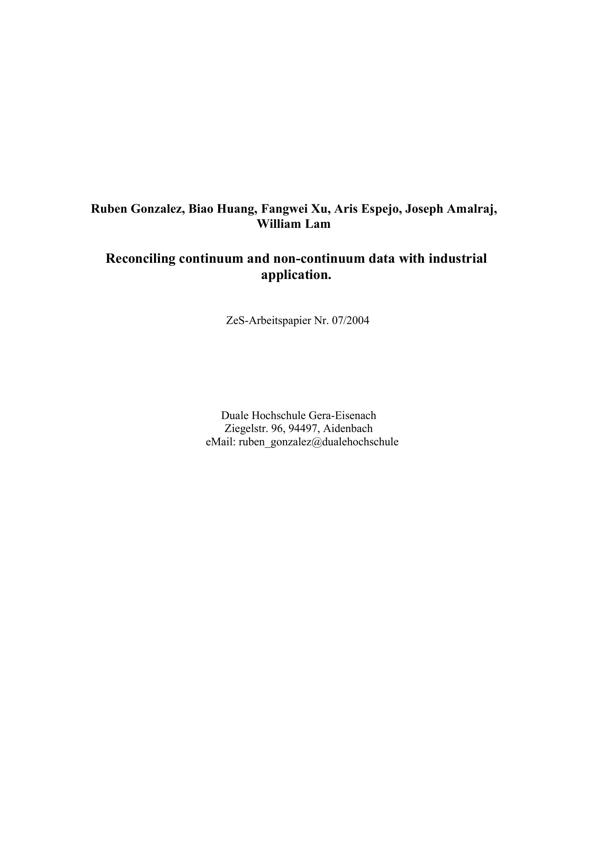 Ruben Gonzalez, Biao Huang, Fangwei Xu, Aris Espejo, Joseph Amalraj,
William Lam
Reconciling continuum and non-continuum data with industrial
application.
ZeS-Arbeitspapier Nr. 07/2004
Duale Hochschule Gera-Eisenach
Ziegelstr. 96, 94497, Aidenbach
eMail: ruben_gonzalez@dualehochschule